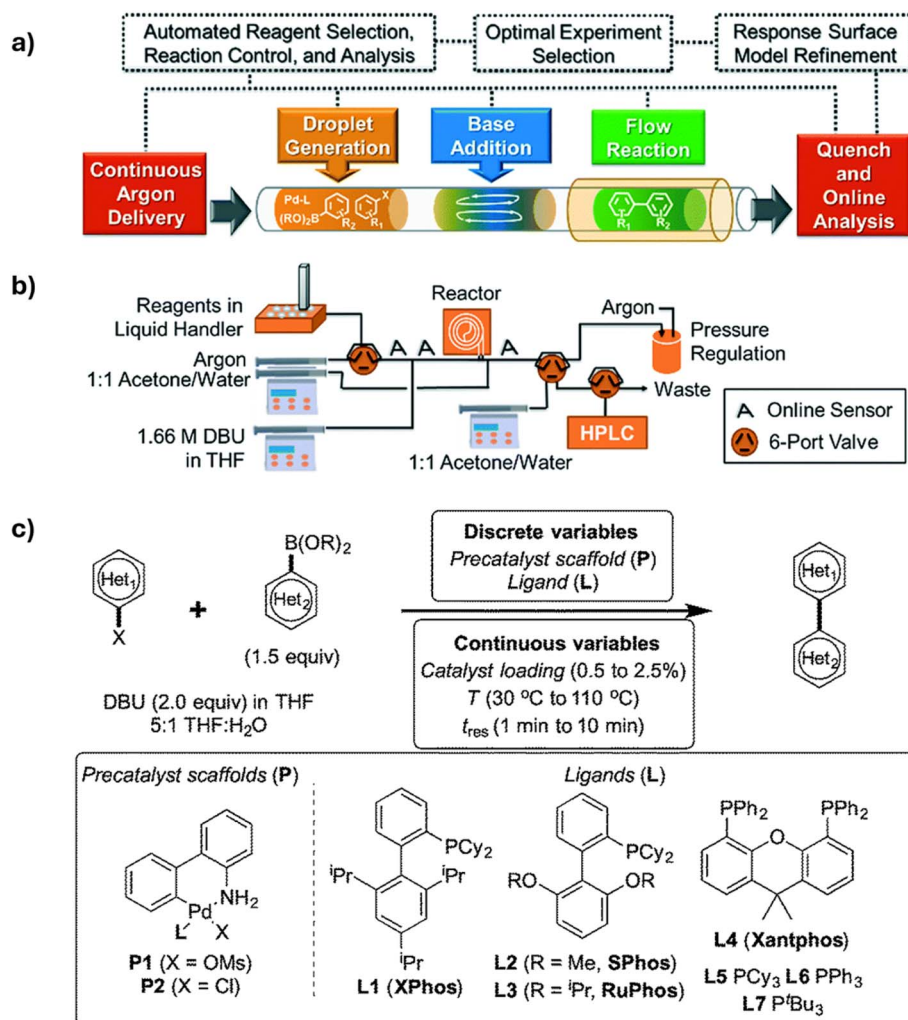 a)
Automated Reagent Selection,
Reaction Control, and Analysis
Optimal Experiment
Selection
Response Surface
Model Refinement
Continuous
Argon
Delivery
Droplet
Generation
Base
Addition
Flow
Reaction
Quench
and
Online
Analysis
Pd-L
(RO)₂B
R₂
R₁
X
R₁
R₂
b)
Reagents in
Liquid Handler
Argon
1:1 Acetone/Water
1.66 M DBU
in THF
Reactor
Argon
Pressure
Regulation
Waste
HPLC
1:1 Acetone/Water
A Online Sensor
6-Port Valve
c)
Het₁
X
+
B(OR)₂
Het₂
(1.5 equiv)
DBU (2.0 equiv) in THF
5:1 THF:H₂O
Discrete variables
Precatalyst scaffold (P)
Ligand (L)
Continuous variables
Catalyst loading (0.5 to 2.5%)
T (30 °C to 110 °C)
t_res (1 min to 10 min)
Het₁
Het₂
Precatalyst scaffolds (P)
NH₂
Pd
L X
P1 (X = OMs)
P2 (X = Cl)
Ligands (L)
PCy₂
ⁱPr ⁱPr
ⁱPr
L1 (XPhos)
PCy₂
RO OR
L2 (R = Me, SPhos)
L3 (R = ⁱPr, RuPhos)
PPh₂ PPh₂
O
L4 (Xantphos)
L5 PCy₃ L6 PPh₃
L7 PᵗBu₃